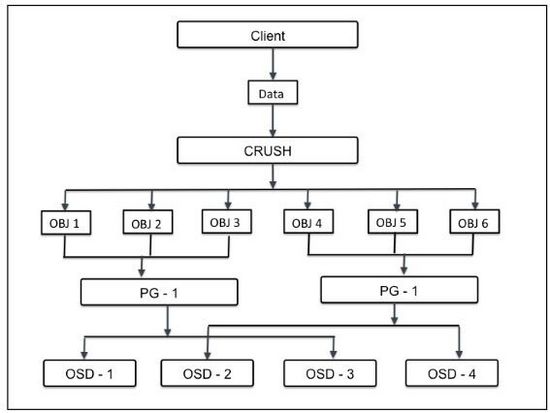 Client
Data
CRUSH
OBJ 1
OBJ 2
OBJ 3
OBJ 4
OBJ 5
OBJ 6
PG - 1
PG - 1
OSD - 1
OSD - 2
OSD - 3
OSD - 4